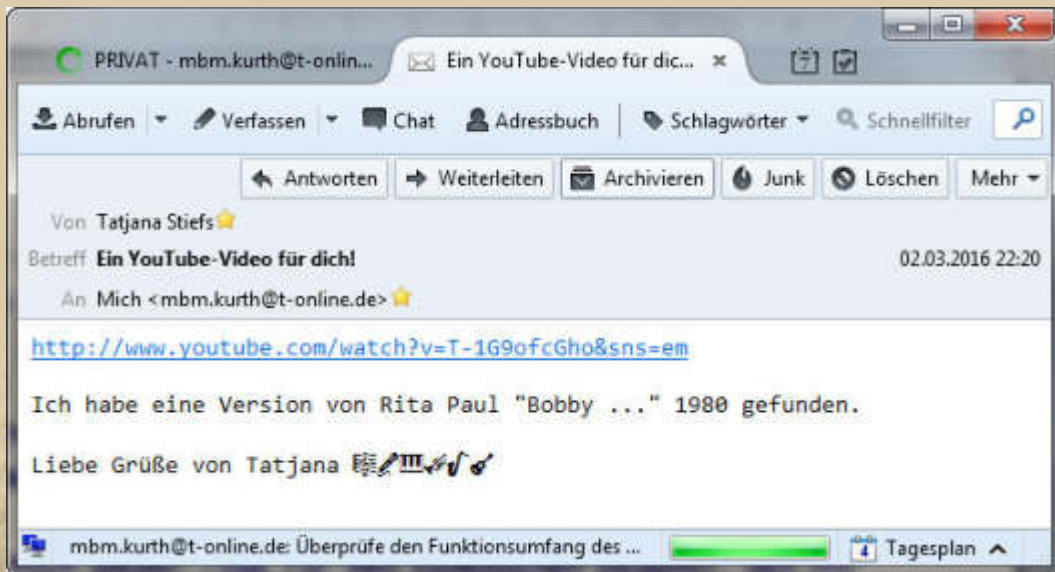 PRIVAT - mbm.kurth@t-onlin... Ein YouTube-Video für dic...
Abrufen Verfassen Chat Adressbuch Schlagwörter Schnellfilter
Antworten Weiterleiten Archivieren Junk Löschen Mehr
Von Tatjana Stiefs
Betreff Ein YouTube-Video für dich! 02.03.2016 22:20
An Mich <mbm.kurth@t-online.de>
http://www.youtube.com/watch?v=T-1G9ofcGho&sns=em
Ich habe eine Version von Rita Paul "Bobby ..." 1980 gefunden.
Liebe Grüße von Tatjana 🎼🖊🎹🎺🎷🎸
mbm.kurth@t-online.de: Überprüfe den Funktionsumfang des ... 4 Tagesplan